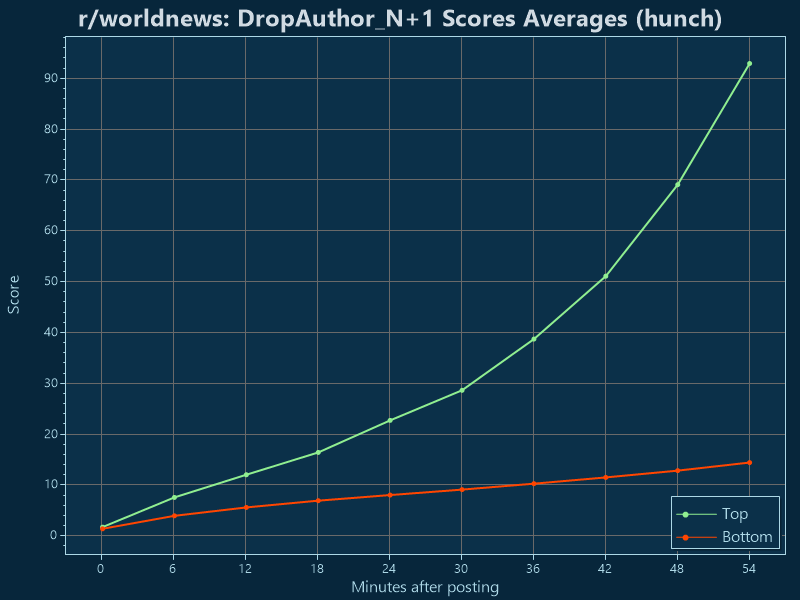 r/worldnews: DropAuthor_N+1 Scores Averages (hunch)
90
80
70
60
50
40
30
20
10
0
Score
0 6 12 18 24 30 36 42 48 54
Minutes after posting
Top
Bottom